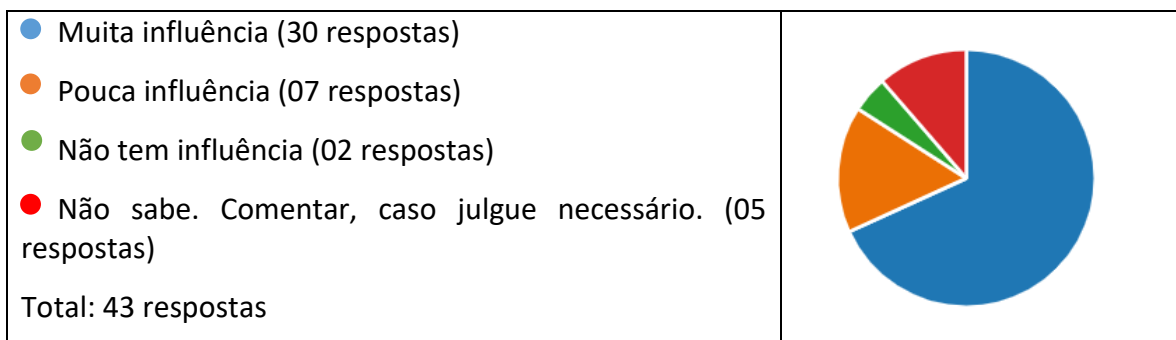 Muita influência (30 respostas)
Pouca influência (07 respostas)
Não tem influência (02 respostas)
Não sabe. Comentar, caso julgue necessário. (05
respostas)
Total: 43 respostas